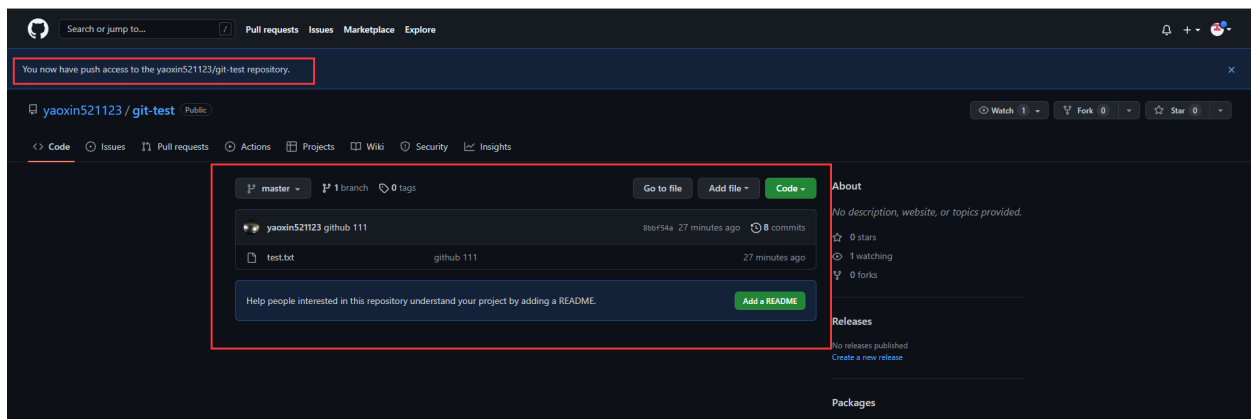 Search or jump to... / Pull requests Issues Marketplace Explore
You now have push access to the yaoxin521123/git-test repository.
yaoxin521123 / git-test Public
Watch 1 Fork 0 Star 0
Code Issues Pull requests Actions Projects Wiki Security Insights
master 1 branch 0 tags Go to file Add file Code
yaoxin521123 github 111 8bbf54a 27 minutes ago 8 commits
test.txt github 111 27 minutes ago
Help people interested in this repository understand your project by adding a README. Add a README
About
No description, website, or topics provided.
0 stars
1 watching
0 forks
Releases
No releases published
Create a new release
Packages